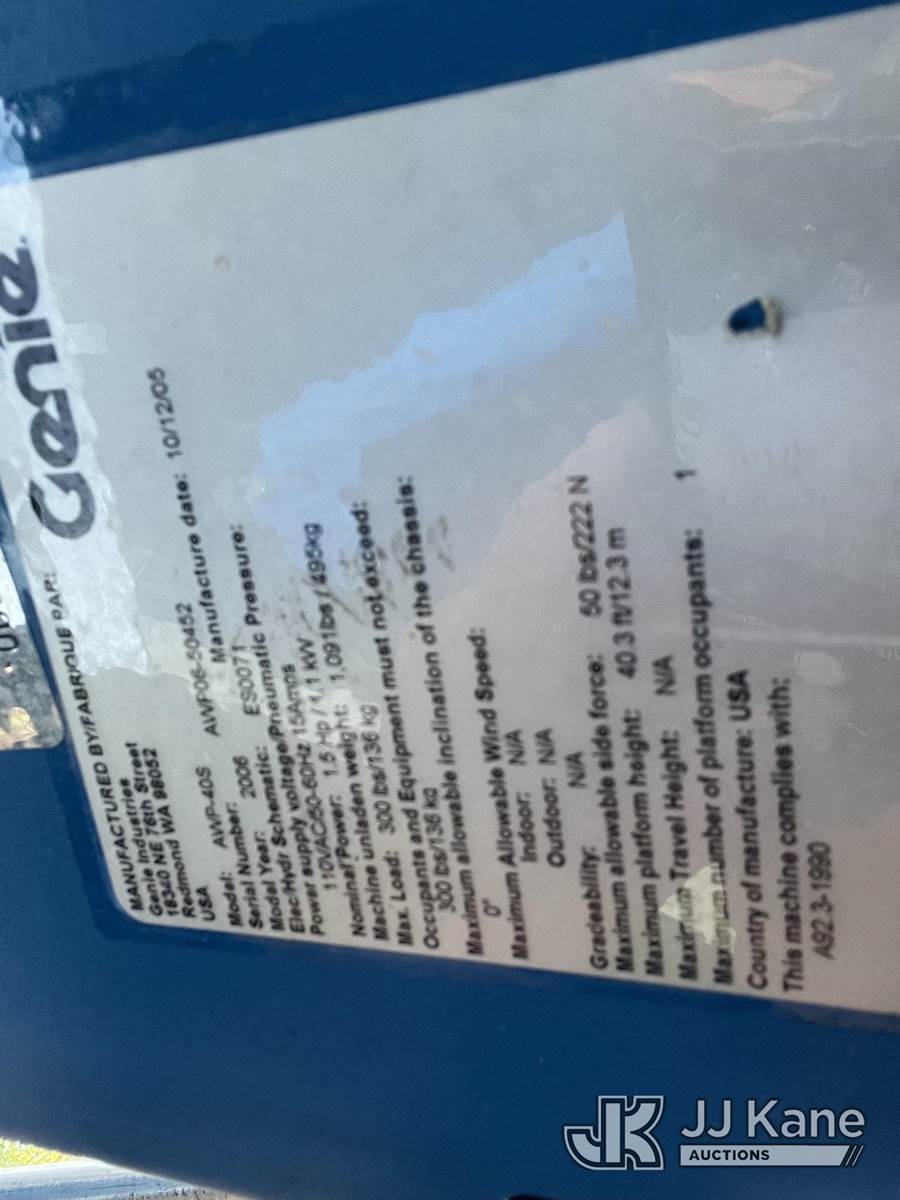 Genie.
MANUFACTURED BY/FABRIQUE PAR:
MANUFACTURED
Genie Industries
18340 NE 76th Street
Redmond WA 98052
USA
Model: AWP-40S
Serial Number: AWP06-50452
Model Year: 2006 Manufacture date: 10/12/05
Elec/Hydr Schematic: ES0071
Power supply voltage/Pneumatic Pressure:
110VAC/50-60Hz 15Amps
Nominal Power: 1.5 Hp / 1.1 kW
Machine unladen weight: 1,091lbs / 495kg
Max. Load: 300 lbs/136 kg
Occupants and Equipment must not exceed:
300 lbs/136 kg
Maximum allowable inclination of the chassis:
0°
Maximum Allowable Wind Speed:
Indoor: N/A
Outdoor: N/A
Gradeability: N/A
Maximum allowable side force: 50 lbs/222 N
Maximum platform height: 40.3 ft/12.3 m
Maximum Travel Height: N/A
Maximum number of platform occupants: 1
Country of manufacture: USA
This machine complies with:
A92.3-1990
JK JJ Kane
AUCTIONS